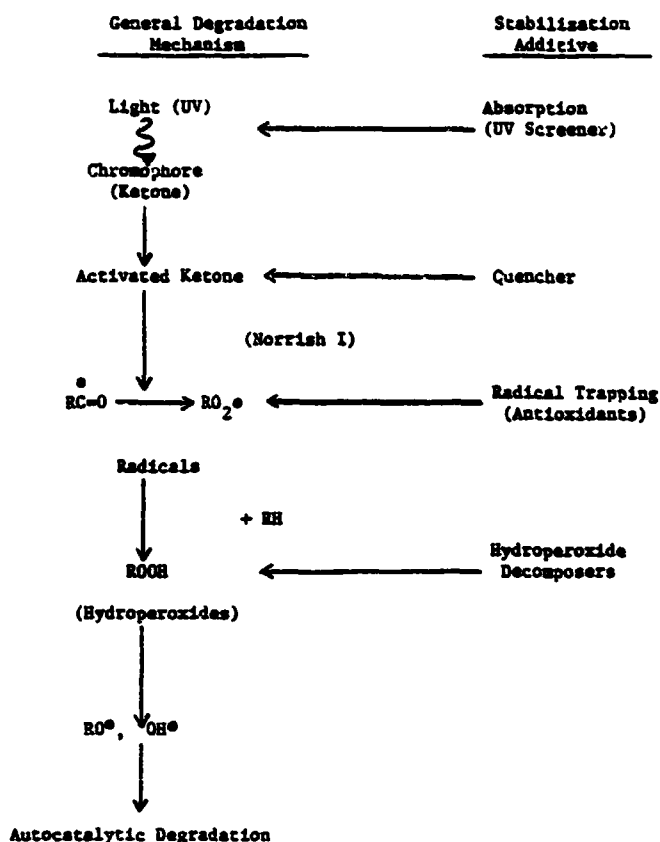 General Degradation Mechanism
Stabilization Additive
Light (UV)
Absorption
(UV Screener)
Chromophore
(Ketone)
Activated Ketone
Quencher
(Norrish I)
RC̊=O → RO₂•
Radical Trapping
(Antioxidants)
Radicals
+ RH
ROOH
Hydroperoxide
Decomposers
(Hydroperoxides)
RO•, OH•
Autocatalytic Degradation